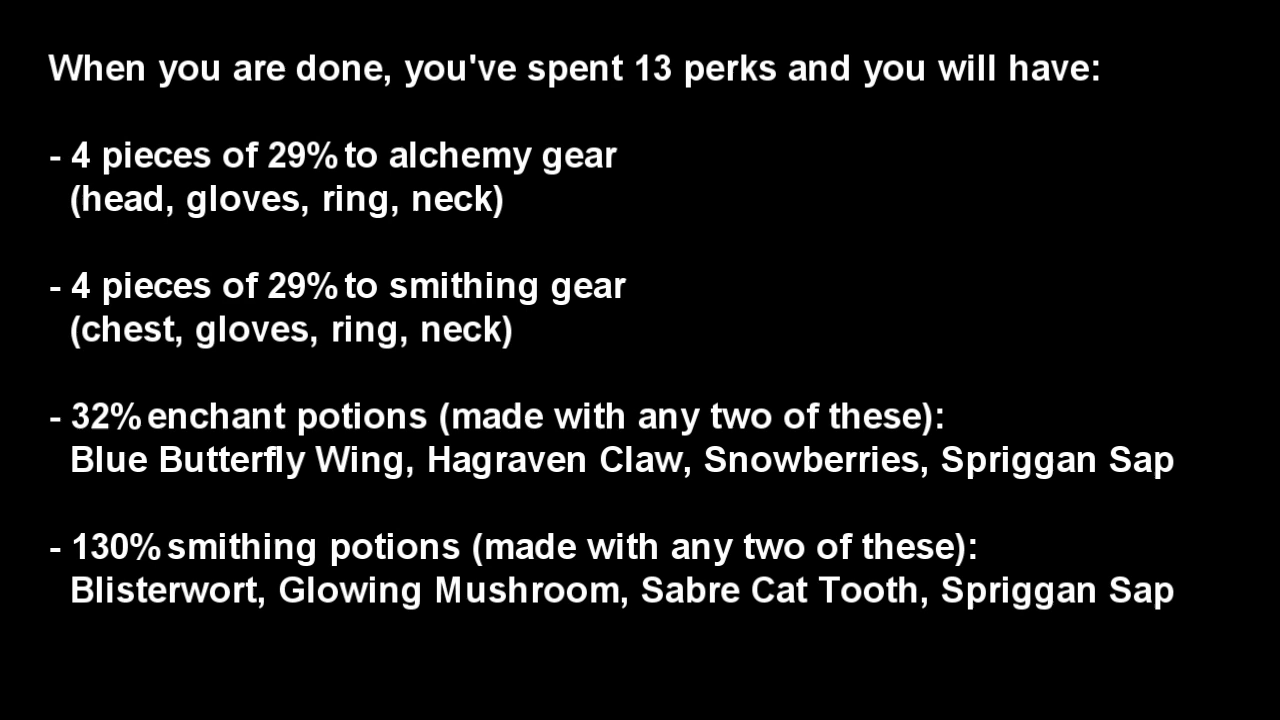 When you are done, you've spent 13 perks and you will have:
- 4 pieces of 29% to alchemy gear
(head, gloves, ring, neck)
- 4 pieces of 29% to smithing gear
(chest, gloves, ring, neck)
- 32% enchant potions (made with any two of these):
Blue Butterfly Wing, Hagraven Claw, Snowberries, Spriggan Sap
- 130% smithing potions (made with any two of these):
Blisterwort, Glowing Mushroom, Sabre Cat Tooth, Spriggan Sap